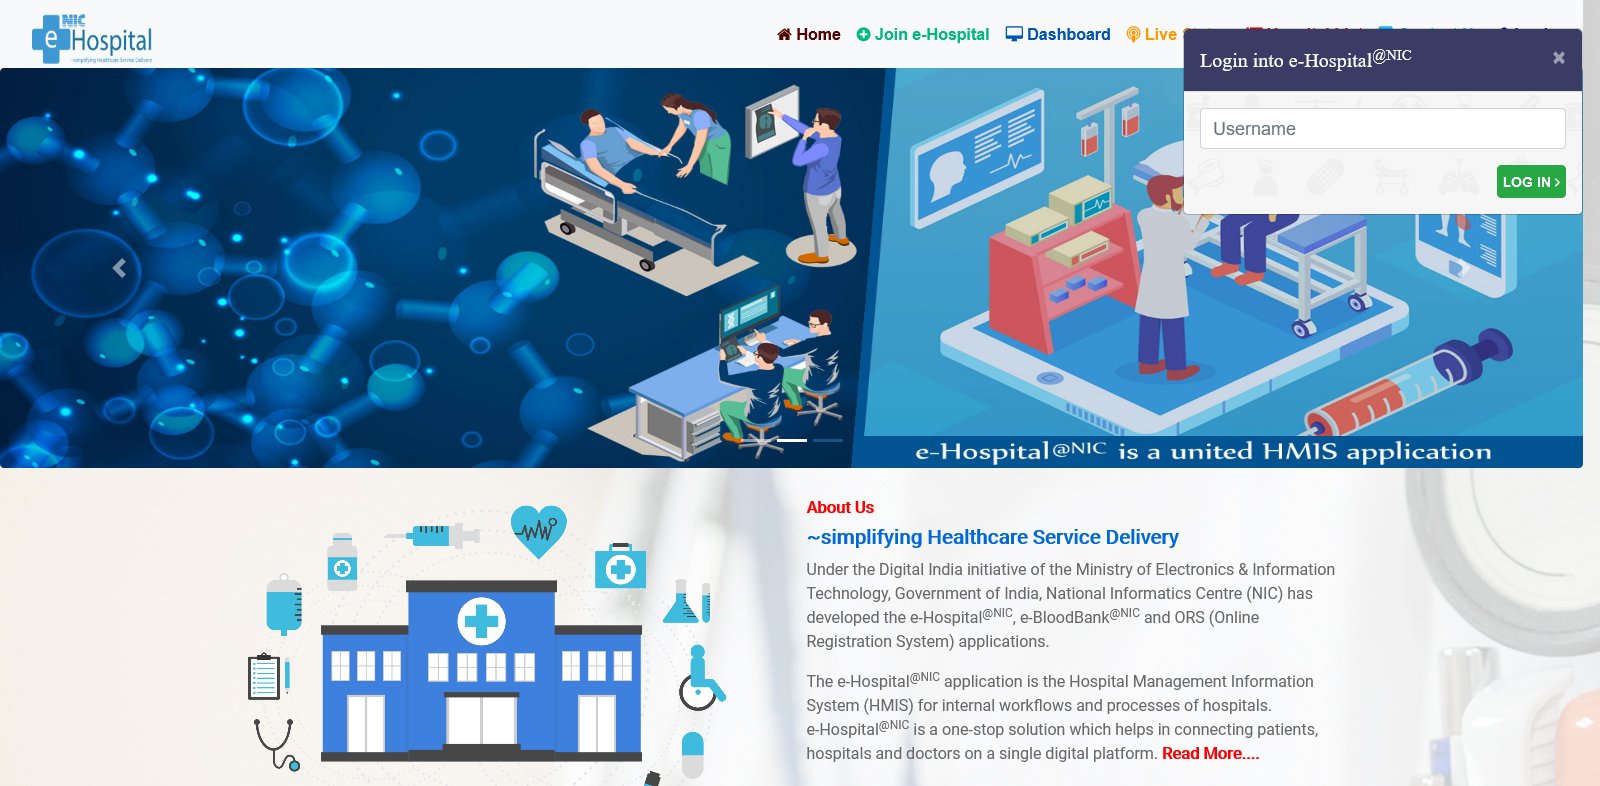 NIC
e Hospital
~simplifying Healthcare Service Delivery
Home Join e-Hospital Dashboard Live
Login into e-Hospital@NIC ×
Username
LOG IN >
e-Hospital@NIC is a united HMIS application
About Us
~simplifying Healthcare Service Delivery
Under the Digital India initiative of the Ministry of Electronics & Information
Technology, Government of India, National Informatics Centre (NIC) has
developed the e-Hospital@NIC, e-BloodBank@NIC and ORS (Online
Registration System) applications.
The e-Hospital@NIC application is the Hospital Management Information
System (HMIS) for internal workflows and processes of hospitals.
e-Hospital@NIC is a one-stop solution which helps in connecting patients,
hospitals and doctors on a single digital platform. Read More....